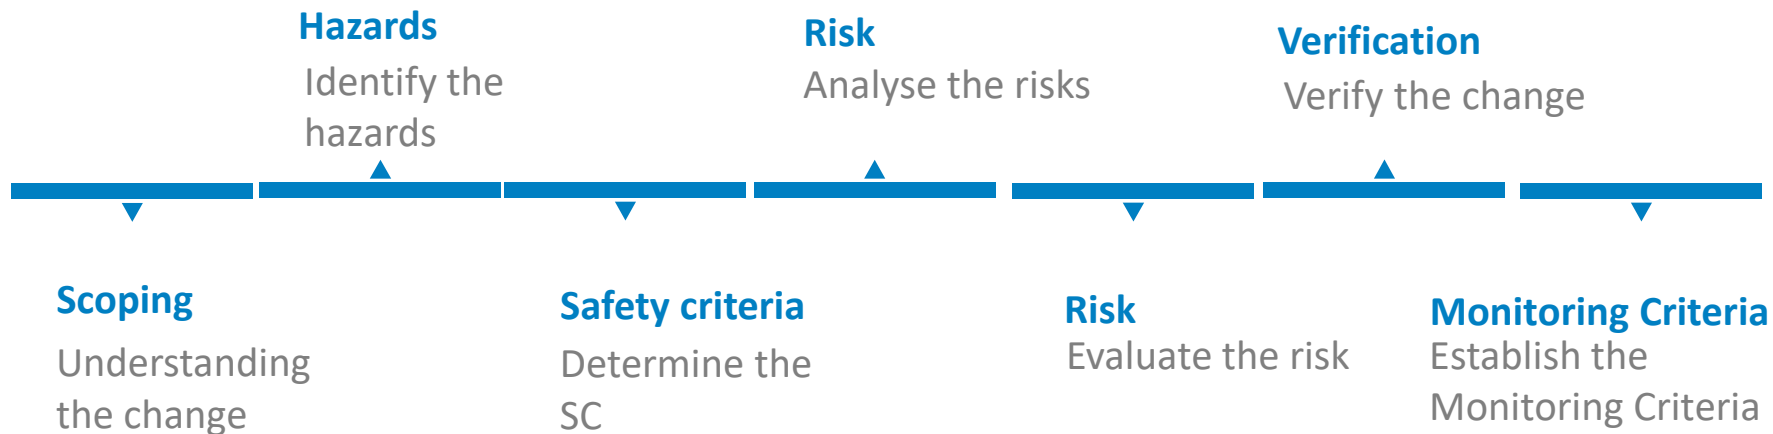 Hazards
Identify the
hazards
Risk
Analyse the risks
Verification
Verify the change
Scoping
Understanding
the change
Safety criteria
Determine the
SC
Risk
Evaluate the risk
Monitoring Criteria
Establish the
Monitoring Criteria